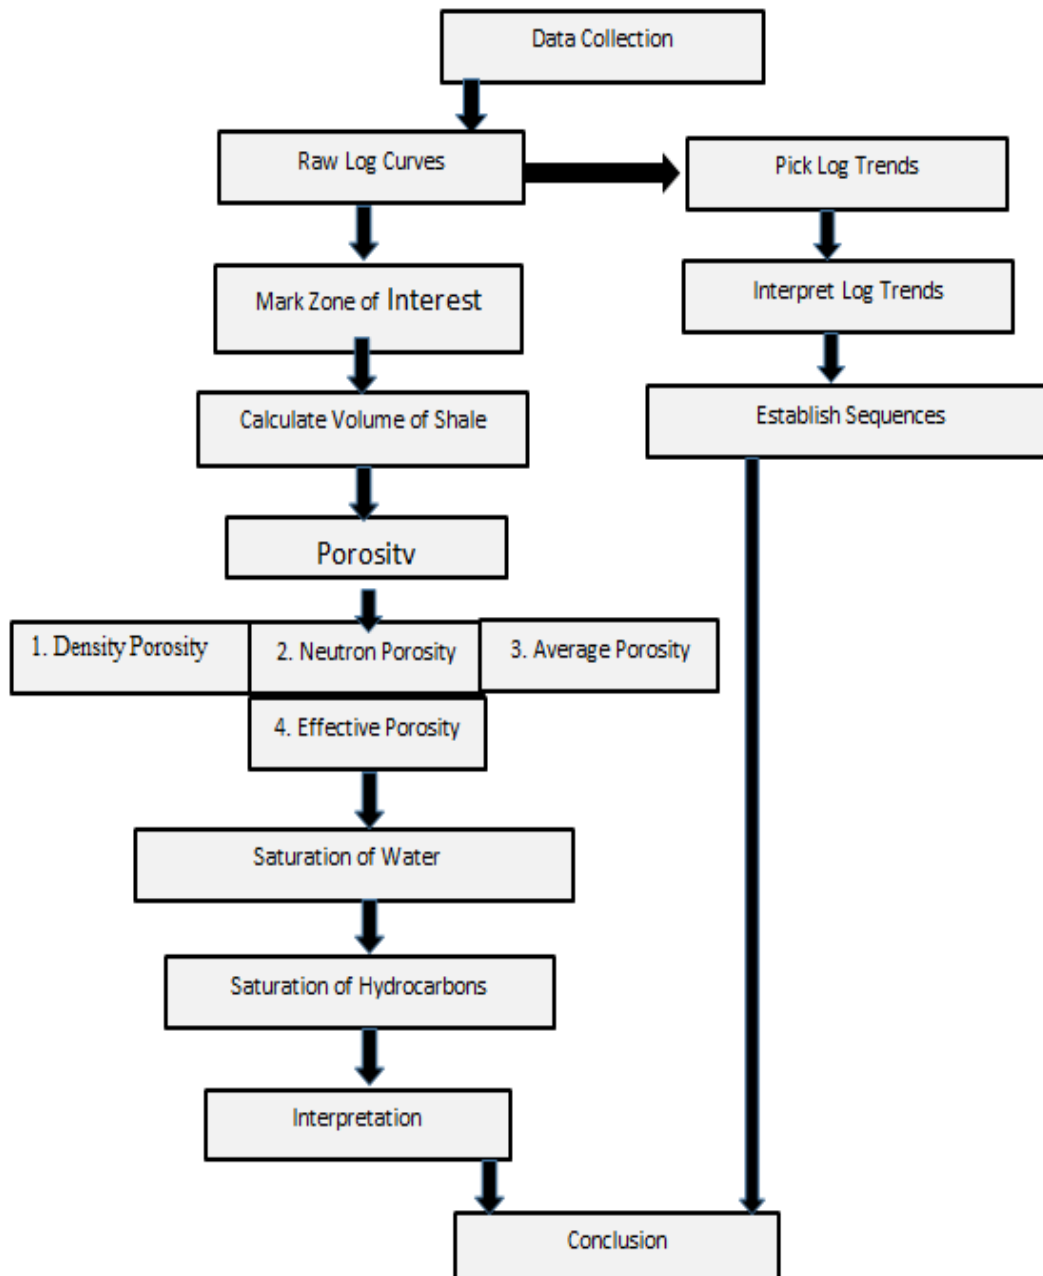 Data Collection
Raw Log Curves
Pick Log Trends
Mark Zone of Interest
Interpret Log Trends
Calculate Volume of Shale
Establish Sequences
Porosity
1. Density Porosity
2. Neutron Porosity
3. Average Porosity
4. Effective Porosity
Saturation of Water
Saturation of Hydrocarbons
Interpretation
Conclusion